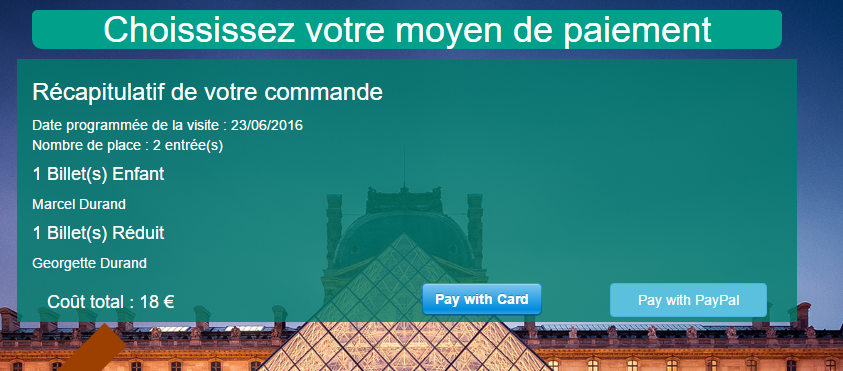 Choississez votre moyen de paiement
Récapitulatif de votre commande
Date programmée de la visite : 23/06/2016
Nombre de place : 2 entrée(s)
1 Billet(s) Enfant
Marcel Durand
1 Billet(s) Réduit
Georgette Durand
Coût total : 18 €
Pay with Card
Pay with PayPal